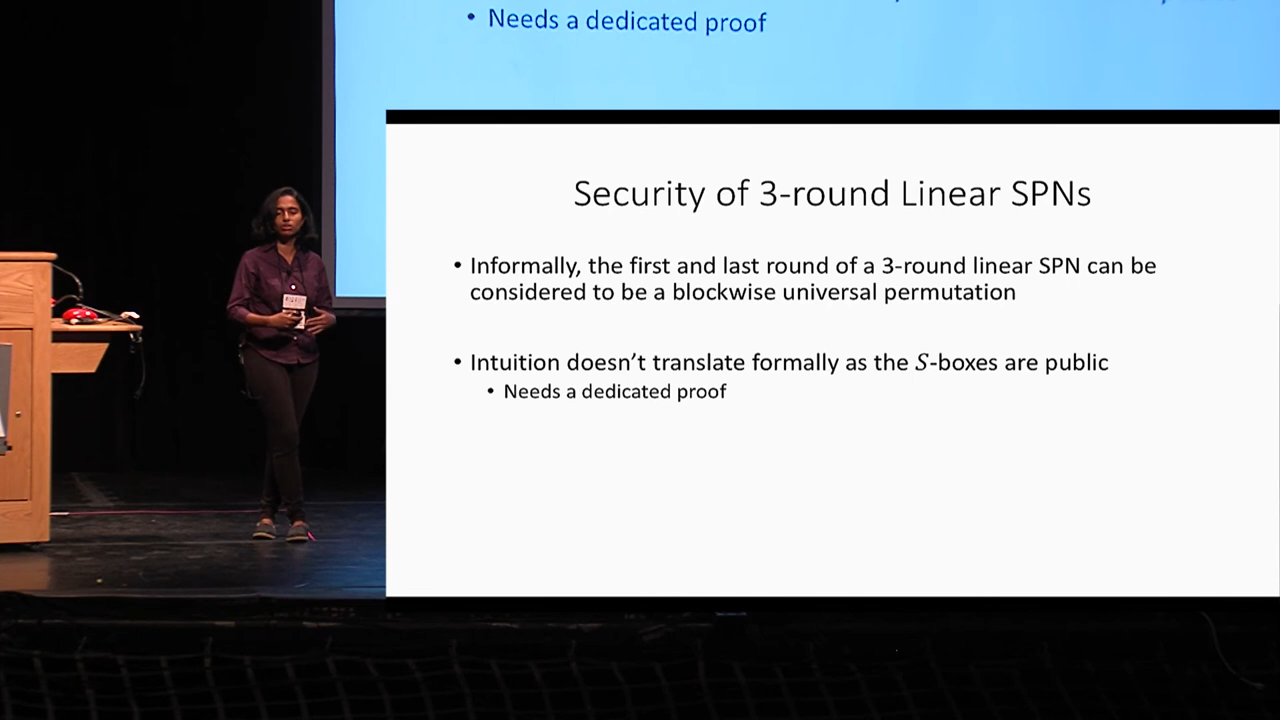 • Needs a dedicated proof
Security of 3-round Linear SPNs
• Informally, the first and last round of a 3-round linear SPN can be
considered to be a blockwise universal permutation
• Intuition doesn't translate formally as the S-boxes are public
• Needs a dedicated proof